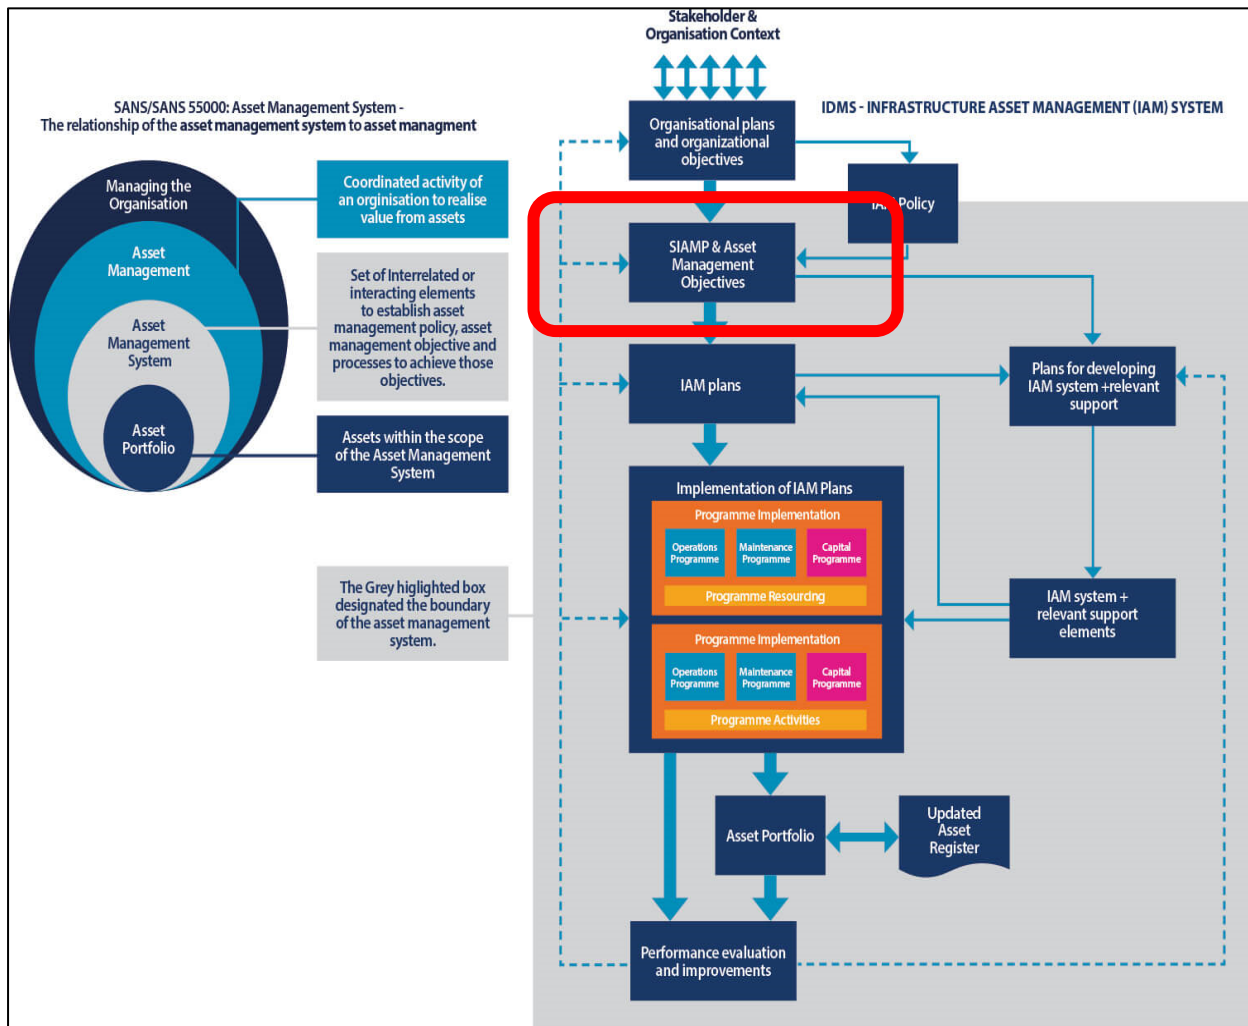 Stakeholder &
Organisation Context
SANS/SANS 55000: Asset Management System -
The relationship of the asset management system to asset managment
IDMS - INFRASTRUCTURE ASSET MANAGEMENT (IAM) SYSTEM
Managing the
Organisation
Asset
Management
Asset
Management
System
Asset
Portfolio
Coordinated activity of
an orginisation to realise
value from assets
Set of Interrelated or
interacting elements
to establish asset
management policy, asset
management objective and
processes to achieve those
objectives.
Assets within the scope
of the Asset Management
System
The Grey higlighted box
designated the boundary
of the asset management
system.
Organisational plans
and organizational
objectives
IAM Policy
SIAMP & Asset
Management
Objectives
IAM plans
Plans for developing
IAM system +relevant
support
Implementation of IAM Plans
Programme Implementation
Operations
Programme
Maintenance
Programme
Capital
Programme
Programme Resourcing
Programme Implementation
Operations
Programme
Maintenance
Programme
Capital
Programme
Programme Activities
IAM system +
relevant support
elements
Asset Portfolio
Updated
Asset
Register
Performance evaluation
and improvements